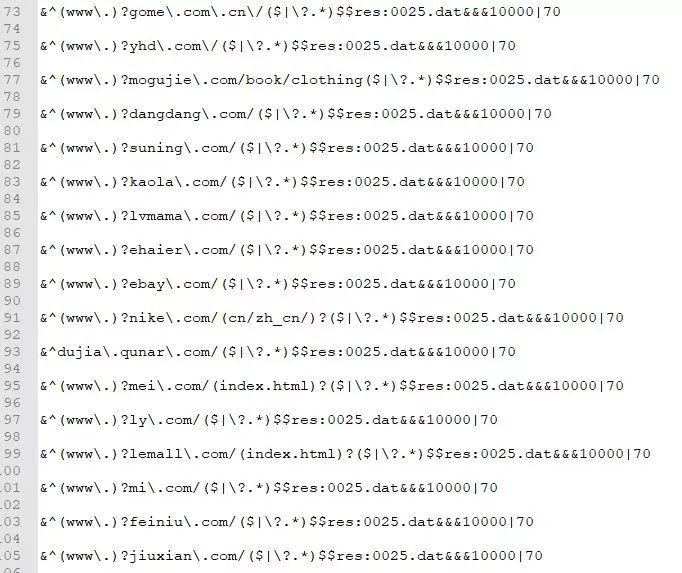 73 &^(www\.)?gome\.com\.cn\/($|\?.*)$$res:0025.dat&&&10000|70
74
75 &^(www\.)?yhd\.com\/($|\?.*)$$res:0025.dat&&&10000|70
76
77 &^(www\.)?mogujie\.com/book/clothing($|\?.*)$$res:0025.dat&&&10000|70
78
79 &^(www\.)?dangdang\.com/($|\?.*)$$res:0025.dat&&&10000|70
80
81 &^(www\.)?suning\.com/($|\?.*)$$res:0025.dat&&&10000|70
82
83 &^(www\.)?kaola\.com/($|\?.*)$$res:0025.dat&&&10000|70
84
85 &^(www\.)?lvmama\.com/($|\?.*)$$res:0025.dat&&&10000|70
86
87 &^(www\.)?ehaier\.com/($|\?.*)$$res:0025.dat&&&10000|70
88
89 &^(www\.)?ebay\.com/($|\?.*)$$res:0025.dat&&&10000|70
90
91 &^(www\.)?nike\.com/(cn/zh_cn/)?($|\?.*)$$res:0025.dat&&&10000|70
92
93 &^dujia\.qunar\.com/($|\?.*)$$res:0025.dat&&&10000|70
94
95 &^(www\.)?mei\.com/(index.html)?($|\?.*)$$res:0025.dat&&&10000|70
96
97 &^(www\.)?ly\.com/($|\?.*)$$res:0025.dat&&&10000|70
98
99 &^(www\.)?lemall\.com/(index.html)?($|\?.*)$$res:0025.dat&&&10000|70
100
101 &^(www\.)?mi\.com/($|\?.*)$$res:0025.dat&&&10000|70
102
103 &^(www\.)?feiniu\.com/($|\?.*)$$res:0025.dat&&&10000|70
104
105 &^(www\.)?jiuxian\.com/($|\?.*)$$res:0025.dat&&&10000|70